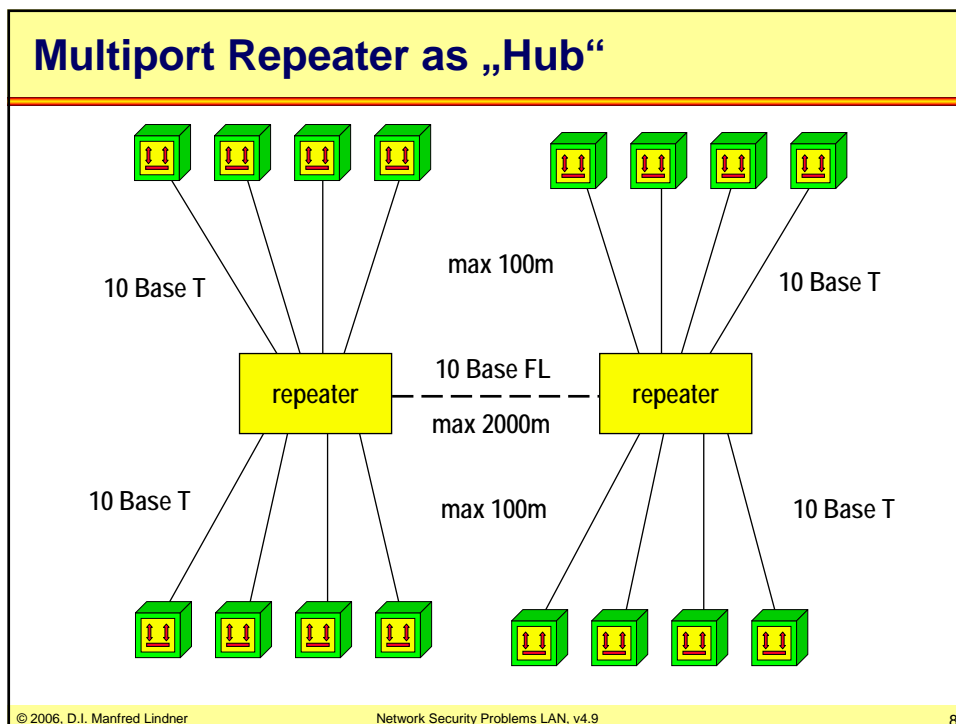 Multiport Repeater as „Hub“
max 100m
10 Base T
10 Base T
repeater
10 Base FL
max 2000m
repeater
10 Base T
max 100m
10 Base T
© 2006, D.I. Manfred Lindner
Network Security Problems LAN, v4.9
8